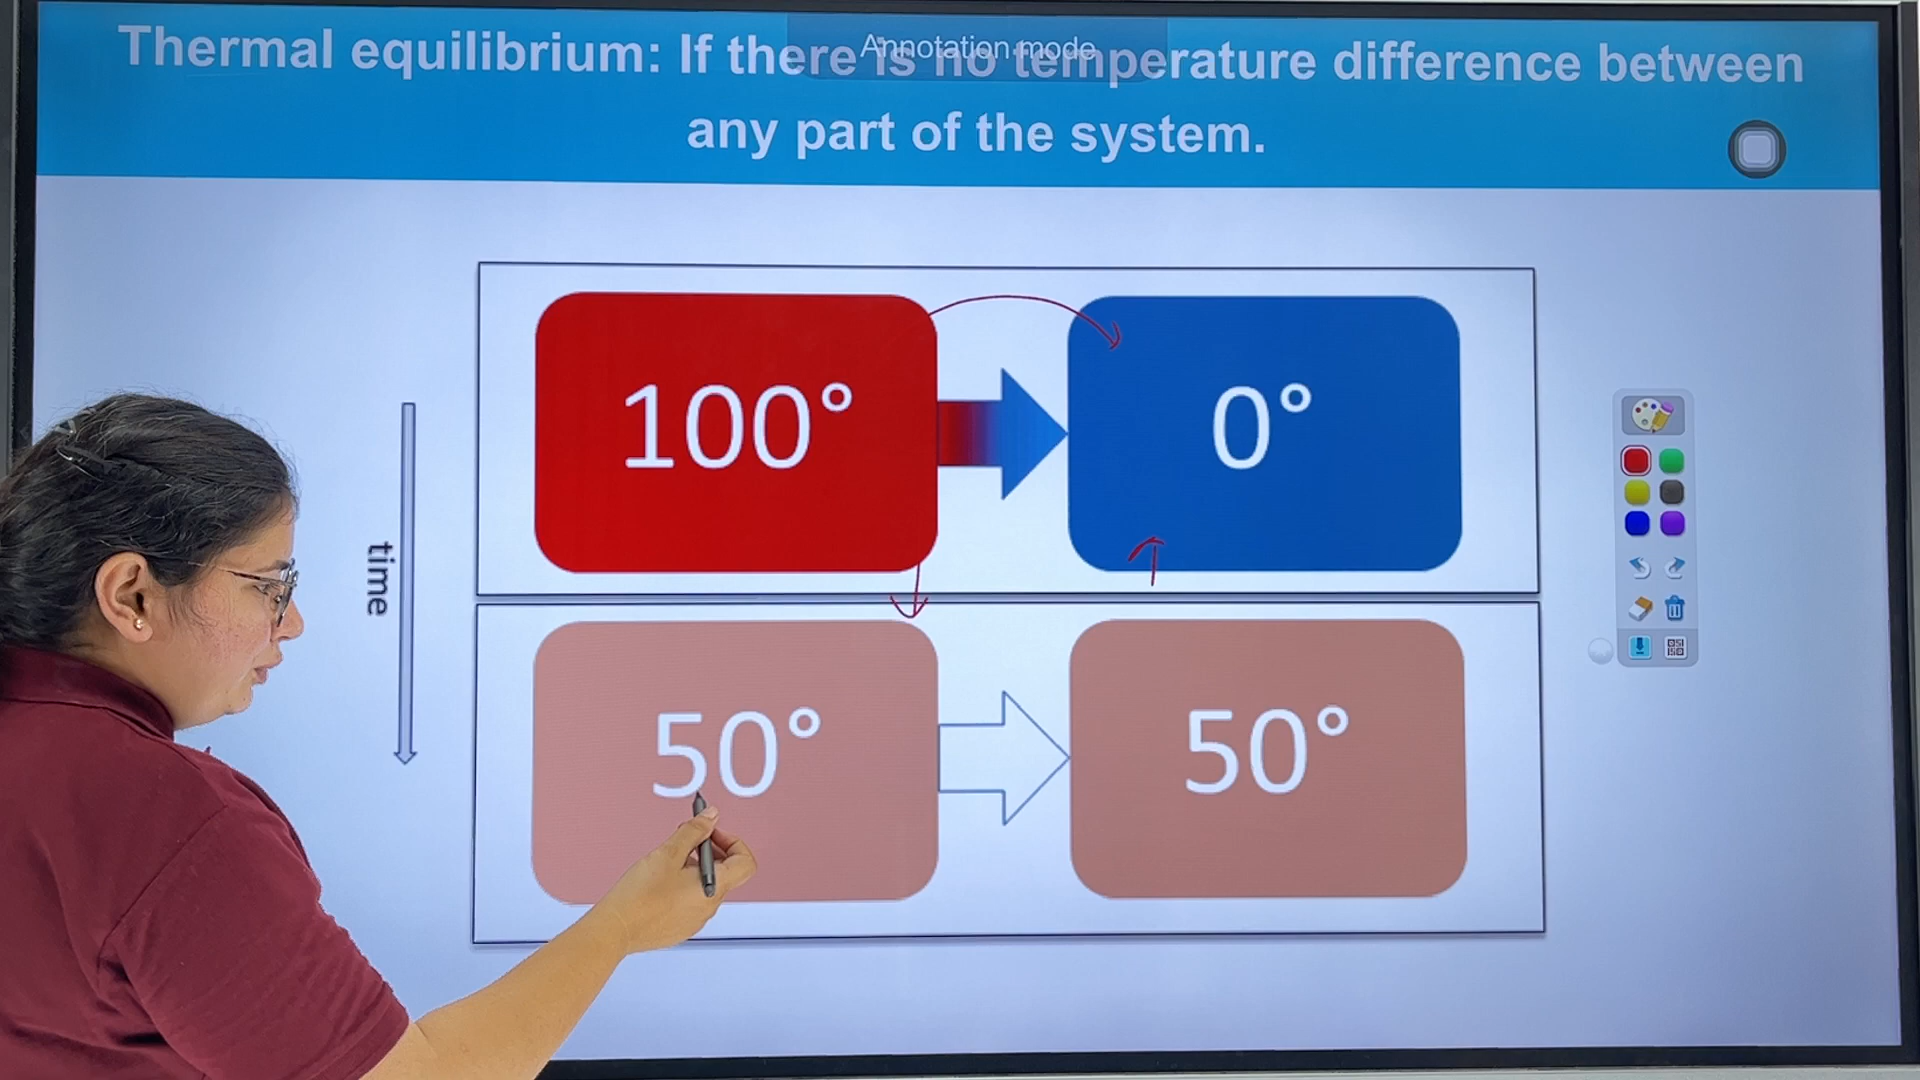 Thermal equilibrium: If there is no temperature difference between
Annotation mode
any part of the system.
100°
0°
time
50°
50°